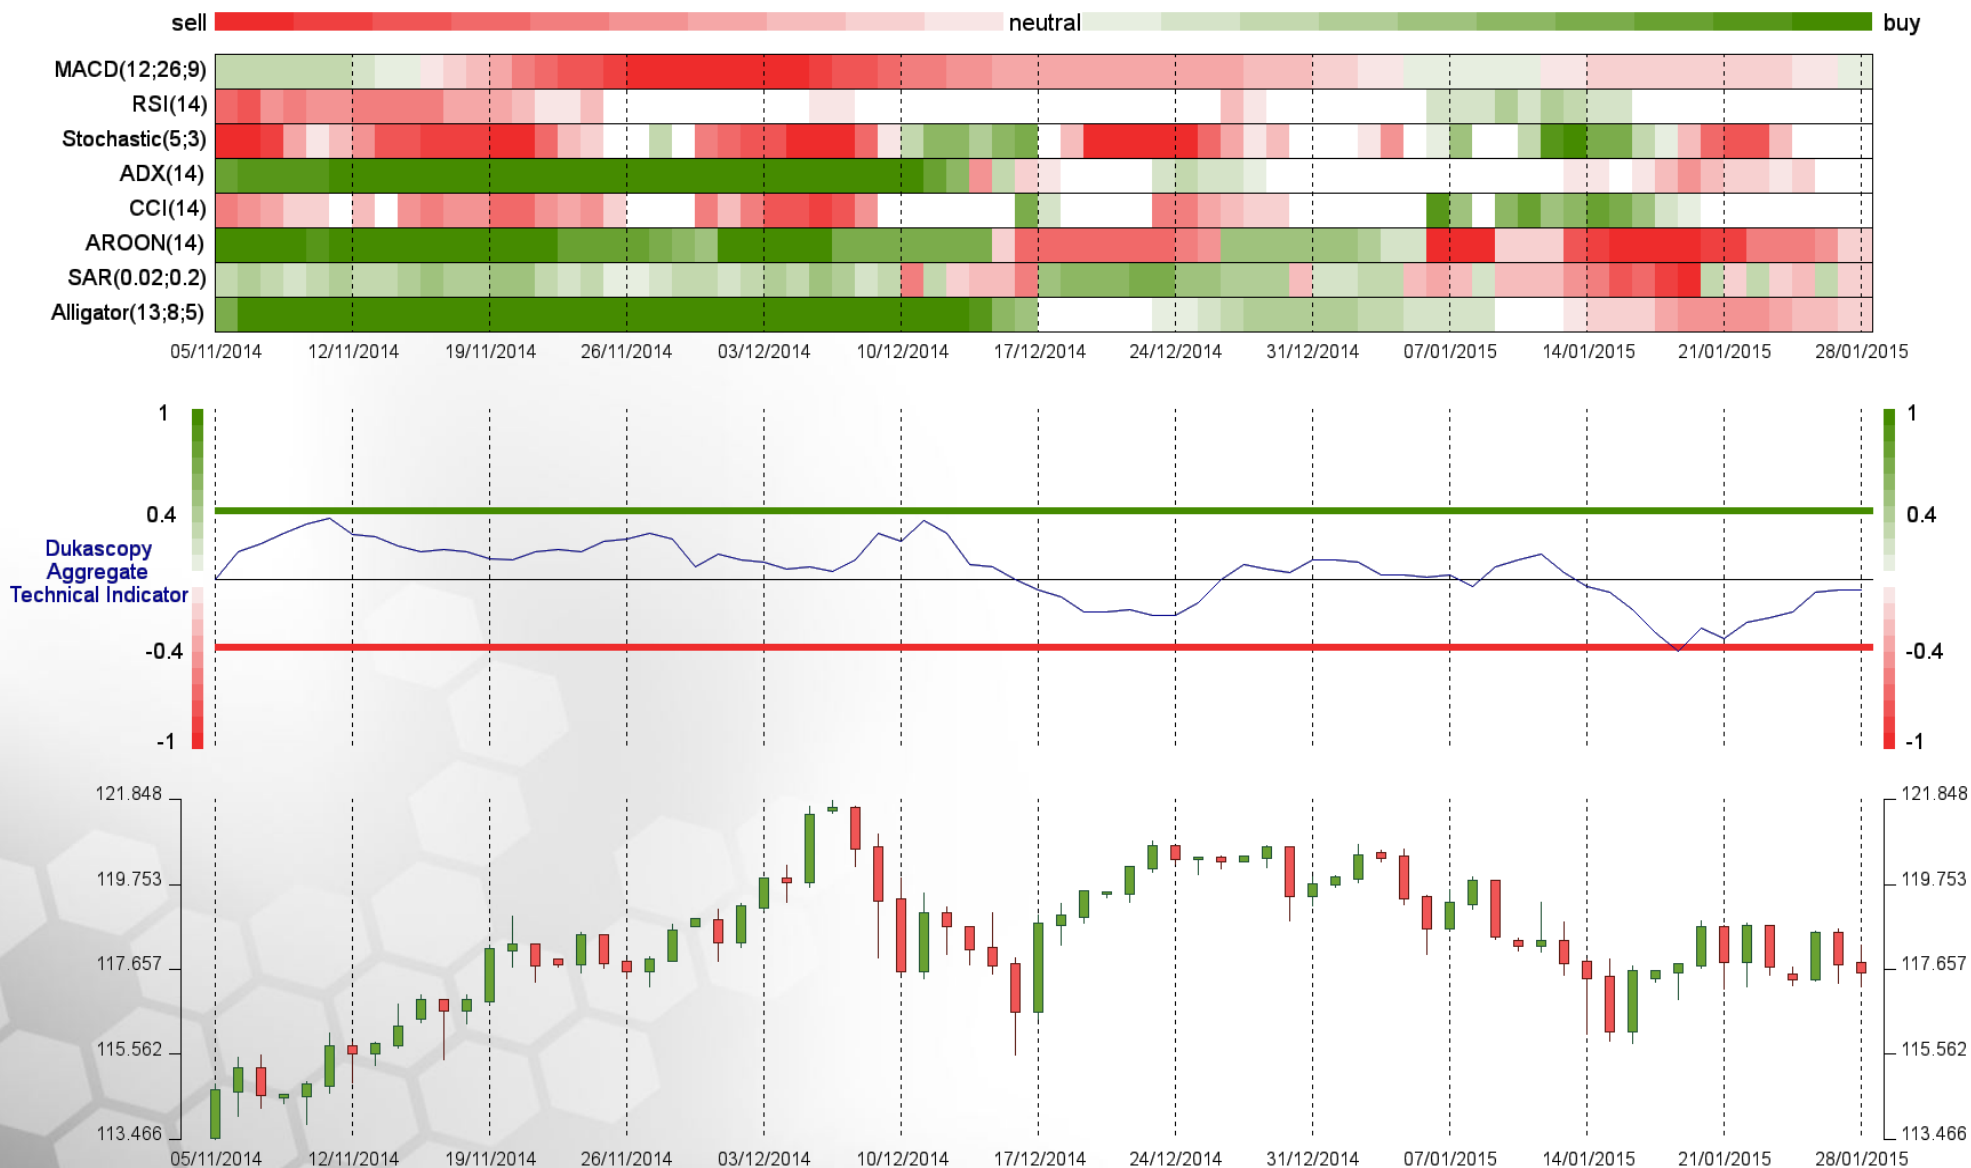 sell neutral buy
MACD(12;26;9)
RSI(14)
Stochastic(5;3)
ADX(14)
CCI(14)
AROON(14)
SAR(0.02;0.2)
Alligator(13;8;5)
05/11/2014 12/11/2014 19/11/2014 26/11/2014 03/12/2014 10/12/2014 17/12/2014 24/12/2014 31/12/2014 07/01/2015 14/01/2015 21/01/2015 28/01/2015
1 1
0.4 0.4
Dukascopy
Aggregate
Technical Indicator
-0.4 -0.4
-1 -1
121.848 121.848
119.753 119.753
117.657 117.657
115.562 115.562
113.466 113.466
05/11/2014 12/11/2014 19/11/2014 26/11/2014 03/12/2014 10/12/2014 17/12/2014 24/12/2014 31/12/2014 07/01/2015 14/01/2015 21/01/2015 28/01/2015